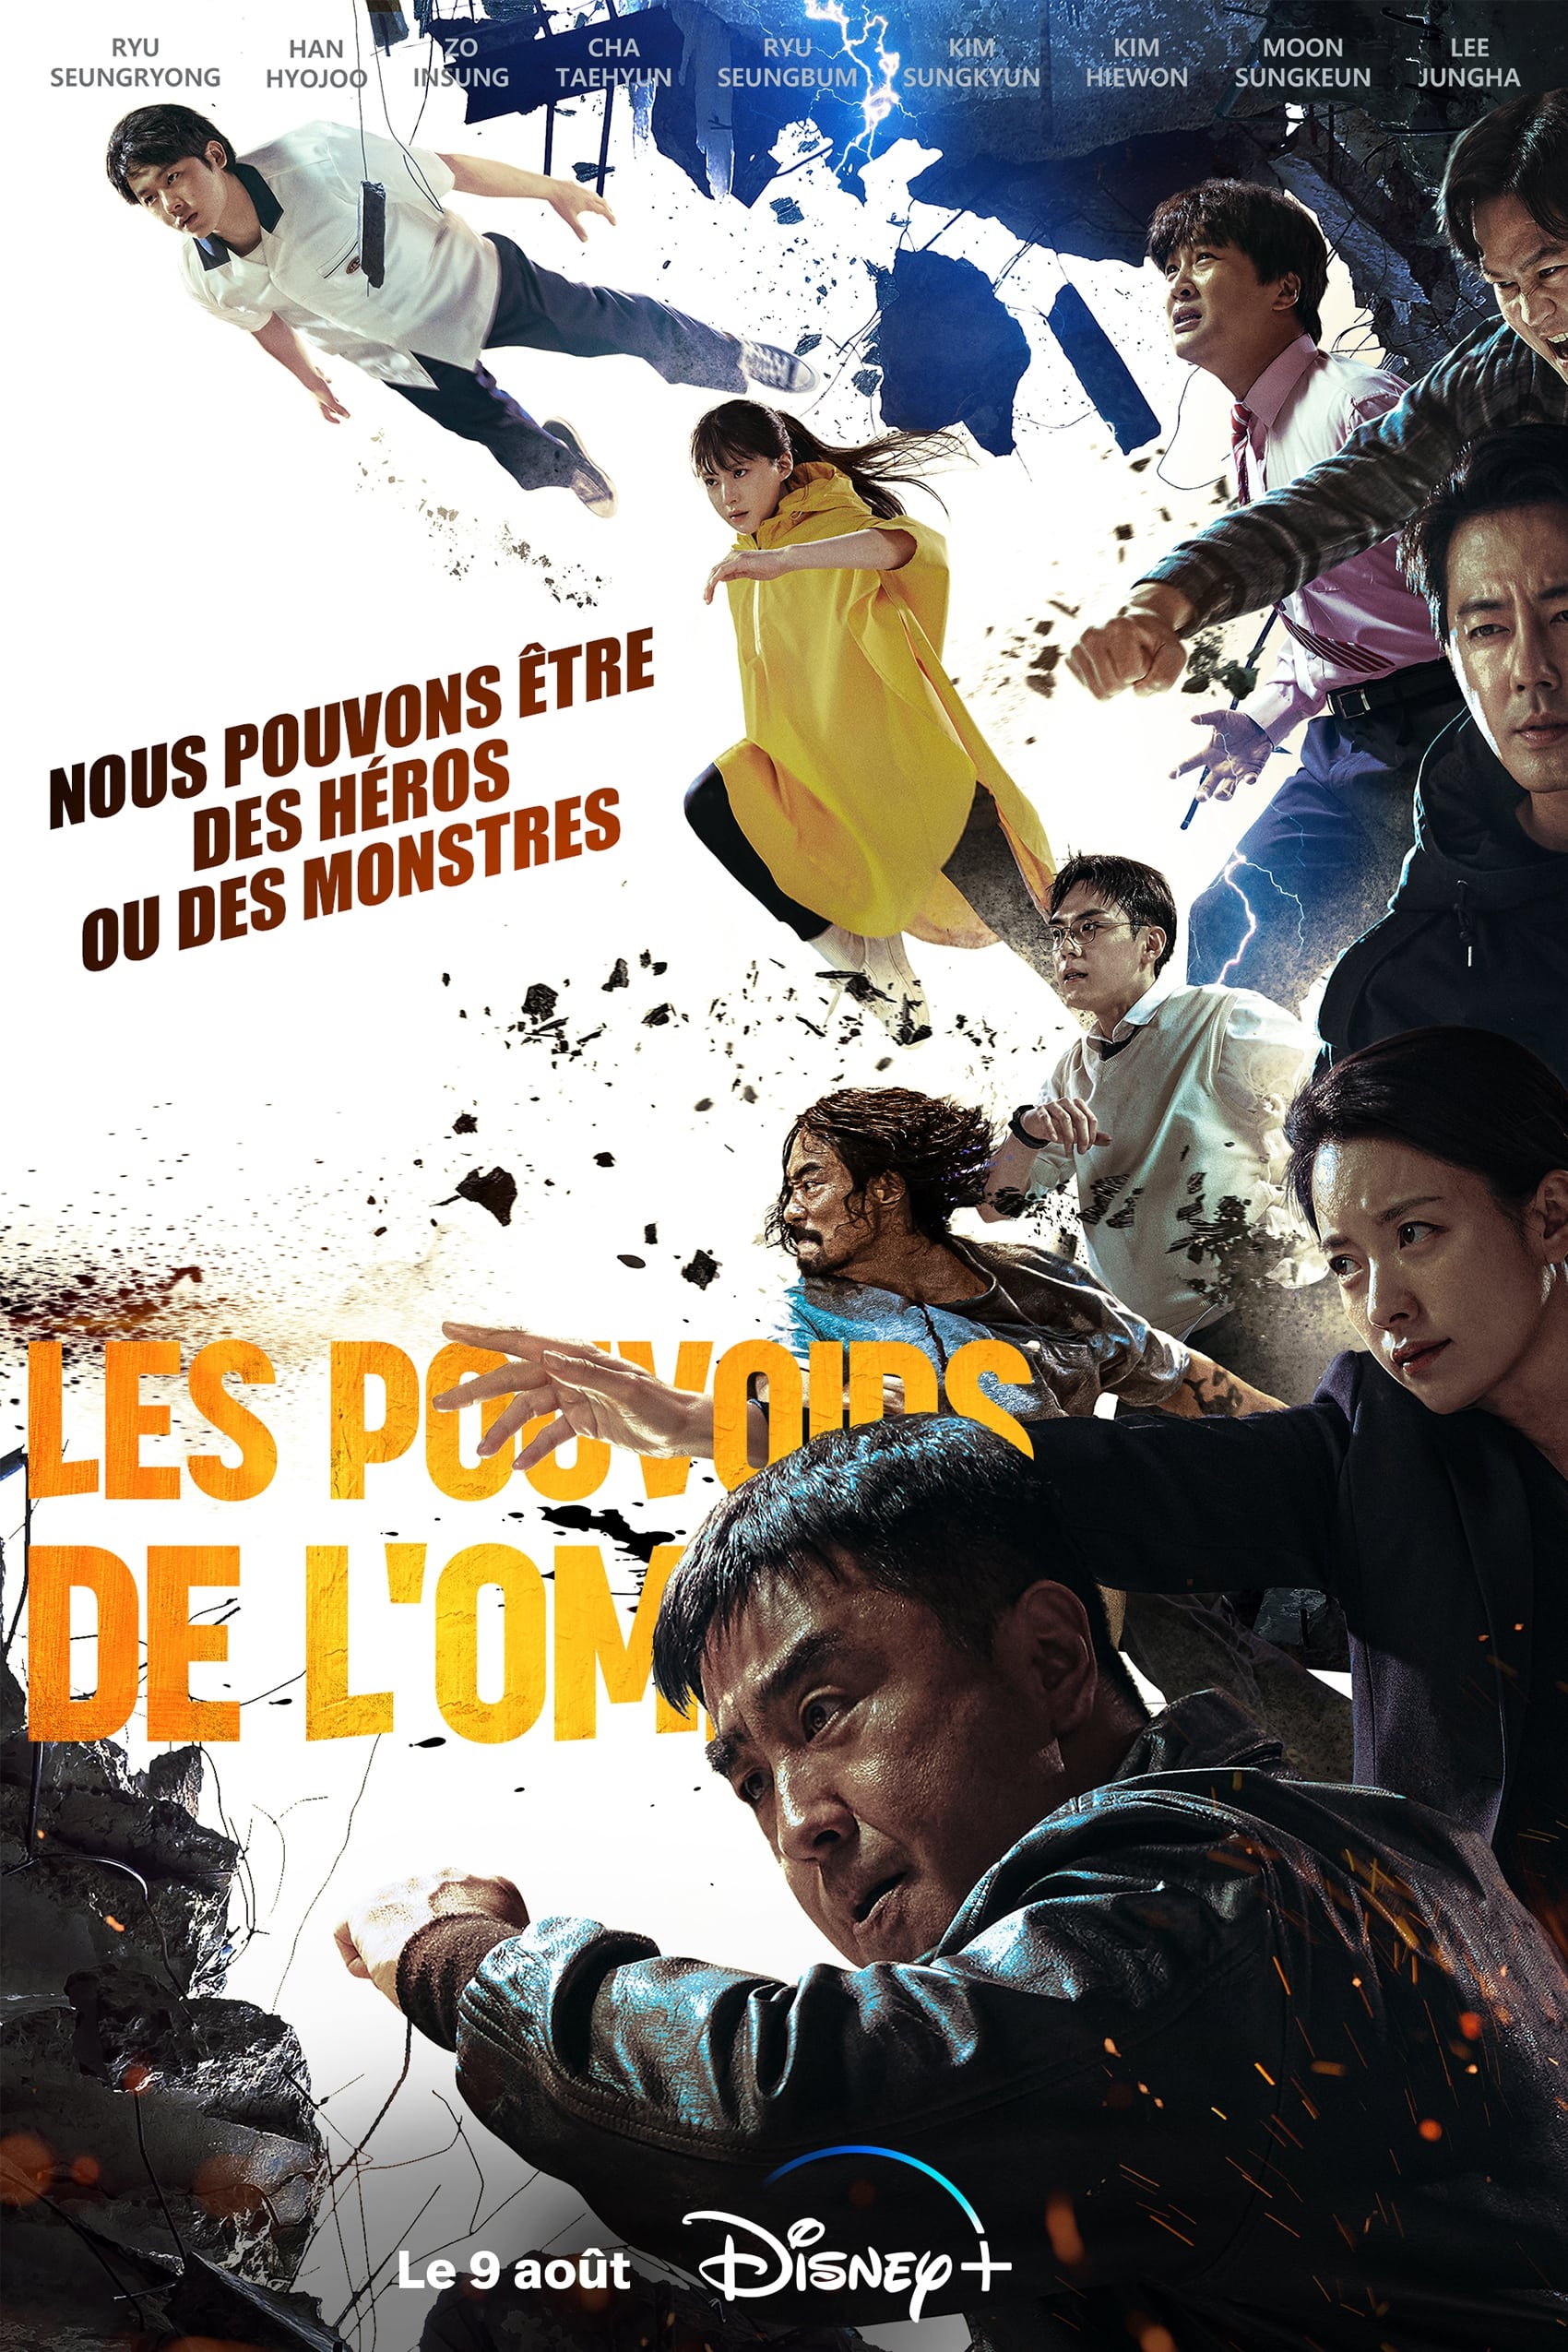 RYU SEUNGRYONG
HAN HYOJOO
ZO INSUNG
CHA TAEHYUN
RYU SEUNGBUM
KIM SUNGKYUN
KIM HIEWON
MOON SUNGKEUN
LEE JUNGHA
NOUS POUVONS ÊTRE
DES HÉROS
OU DES MONSTRES
LES POUVOIRS
DE L'OM
Le 9 août
Disney+